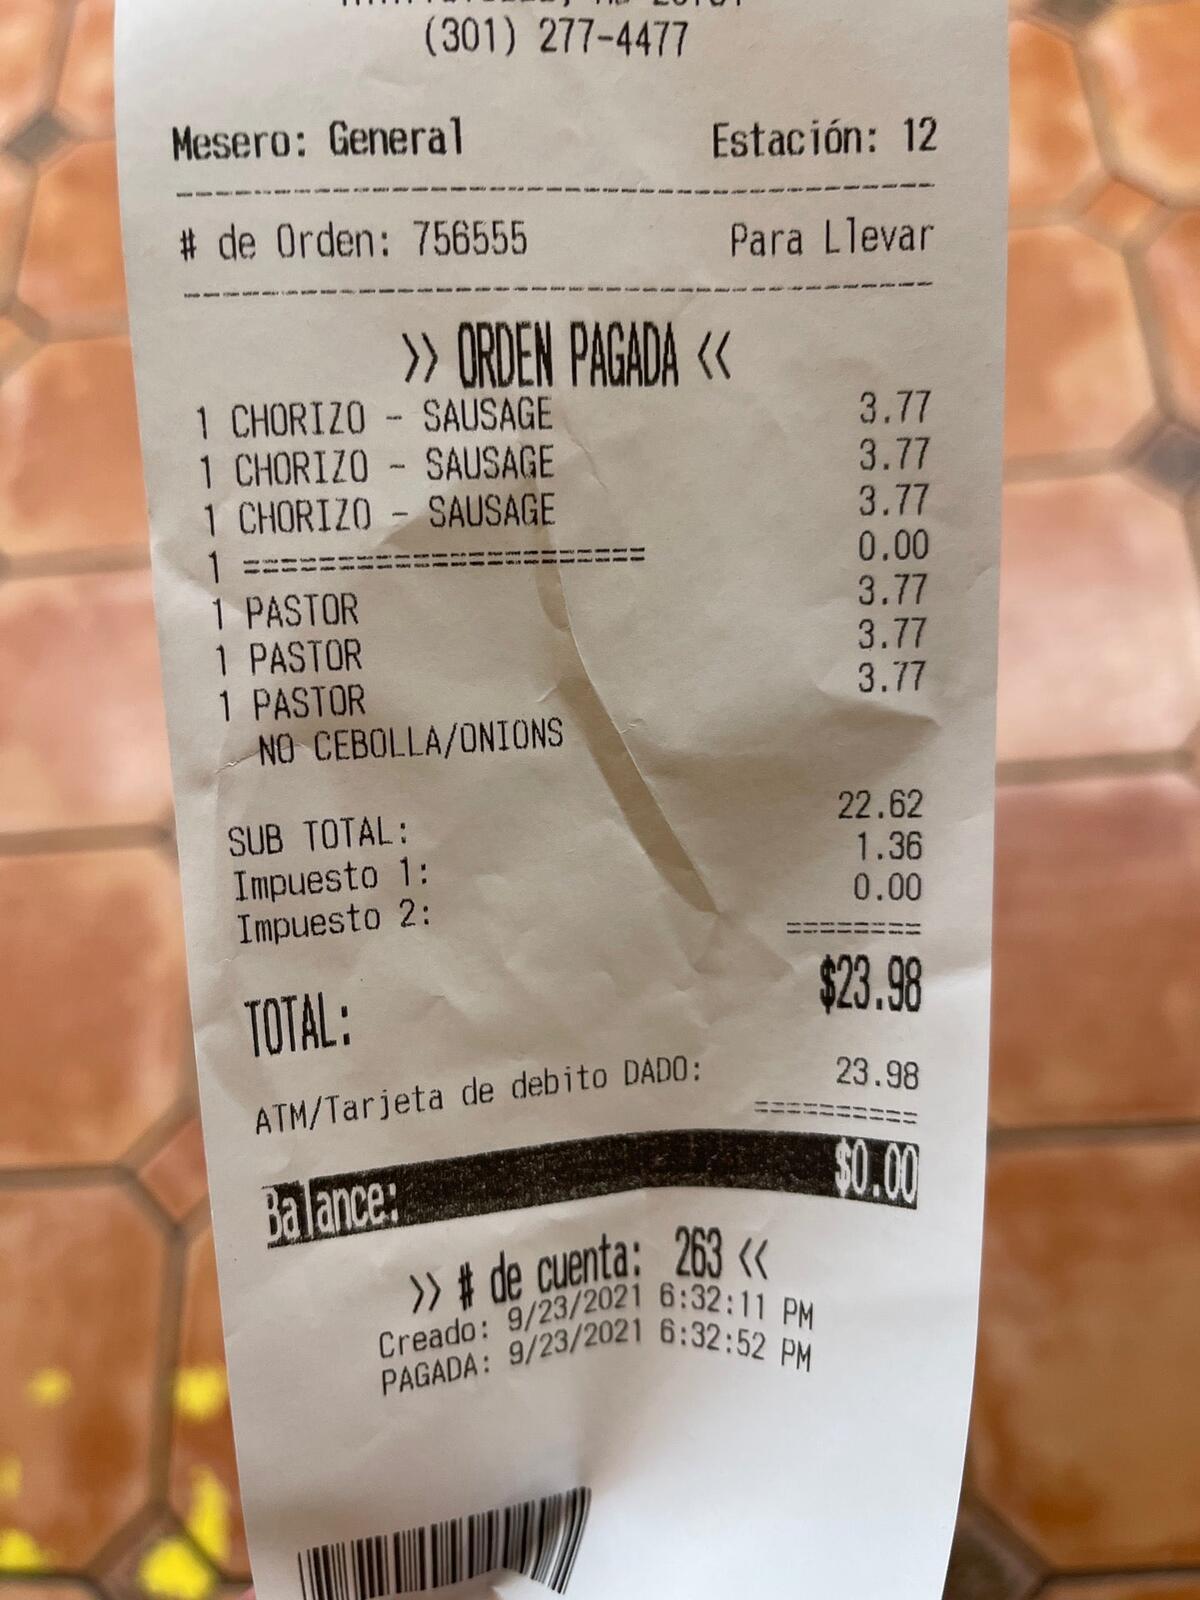 (301) 277-4477
Mesero: General Estación: 12
# de Orden: 756555 Para Llevar
>> ORDEN PAGADA <<
1 CHORIZO - SAUSAGE 3.77
1 CHORIZO - SAUSAGE 3.77
1 CHORIZO - SAUSAGE 3.77
1 ===================== 0.00
1 PASTOR 3.77
1 PASTOR 3.77
1 PASTOR 3.77
NO CEBOLLA/ONIONS
SUB TOTAL: 22.62
Impuesto 1: 1.36
Impuesto 2: 0.00
========
TOTAL: $23.98
ATM/Tarjeta de debito DADO: 23.98
==========
Balance: $0.00
>> # de cuenta: 263 <<
Creado: 9/23/2021 6:32:11 PM
PAGADA: 9/23/2021 6:32:52 PM